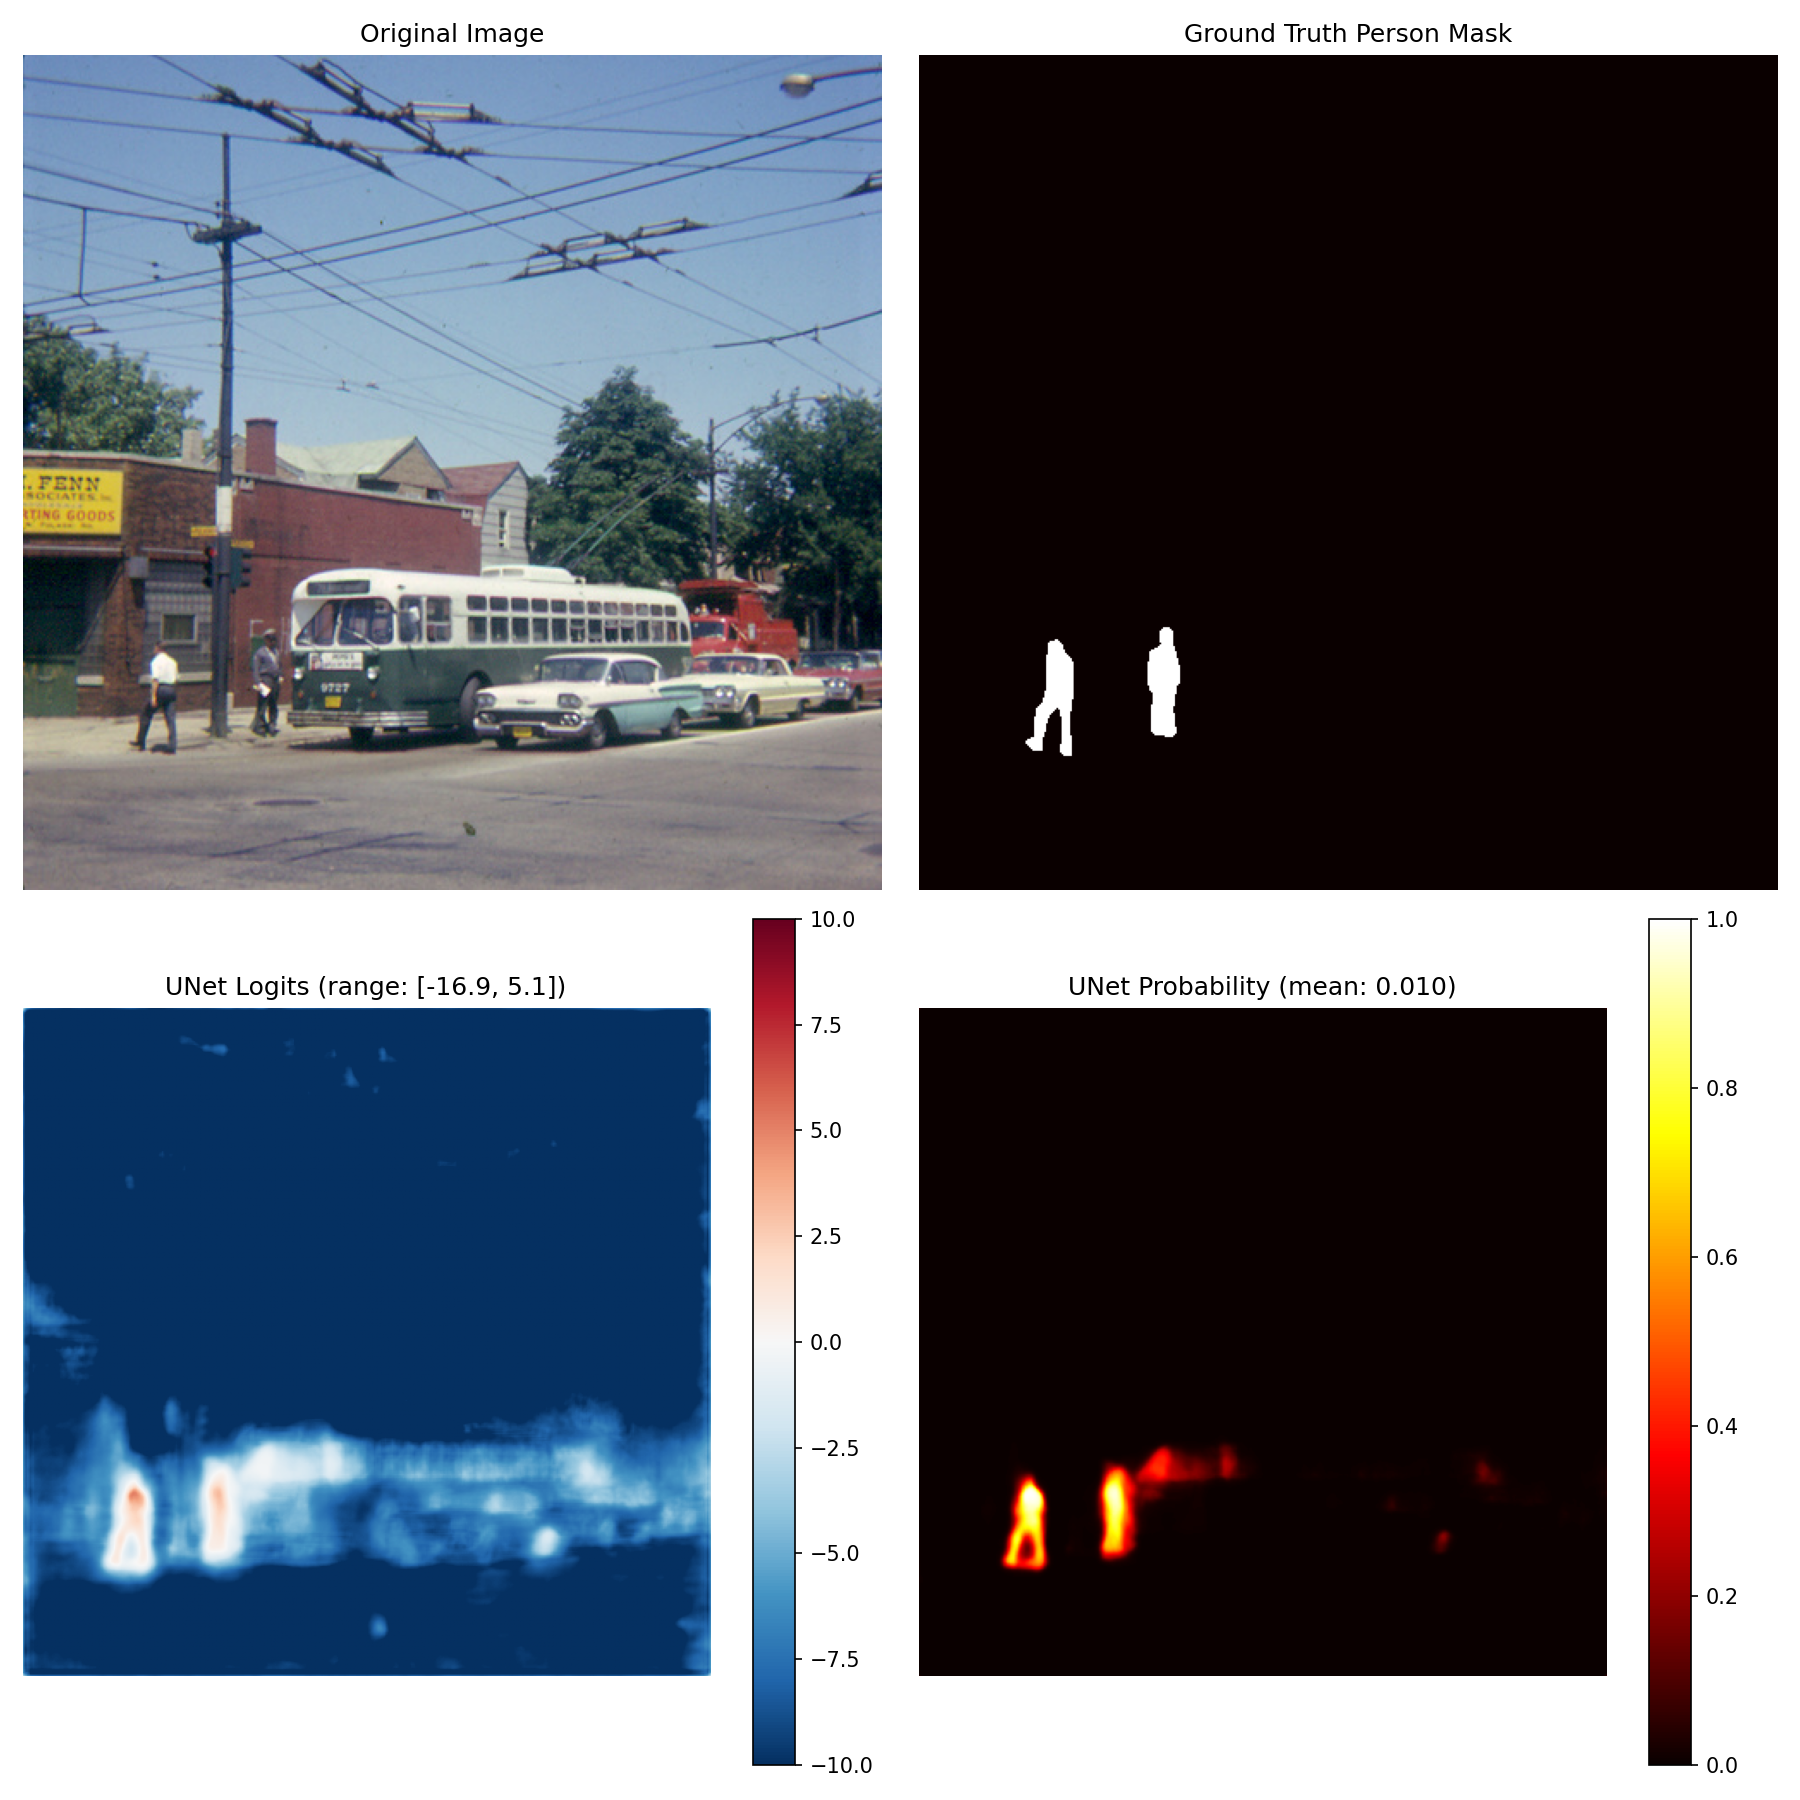 Original Image
Ground Truth Person Mask
. FENN
SOCIATES, Inc.
RTING GOODS
9727
UNet Logits (range: [-16.9, 5.1])
10.0
7.5
5.0
2.5
0.0
−2.5
−5.0
−7.5
−10.0
UNet Probability (mean: 0.010)
1.0
0.8
0.6
0.4
0.2
0.0